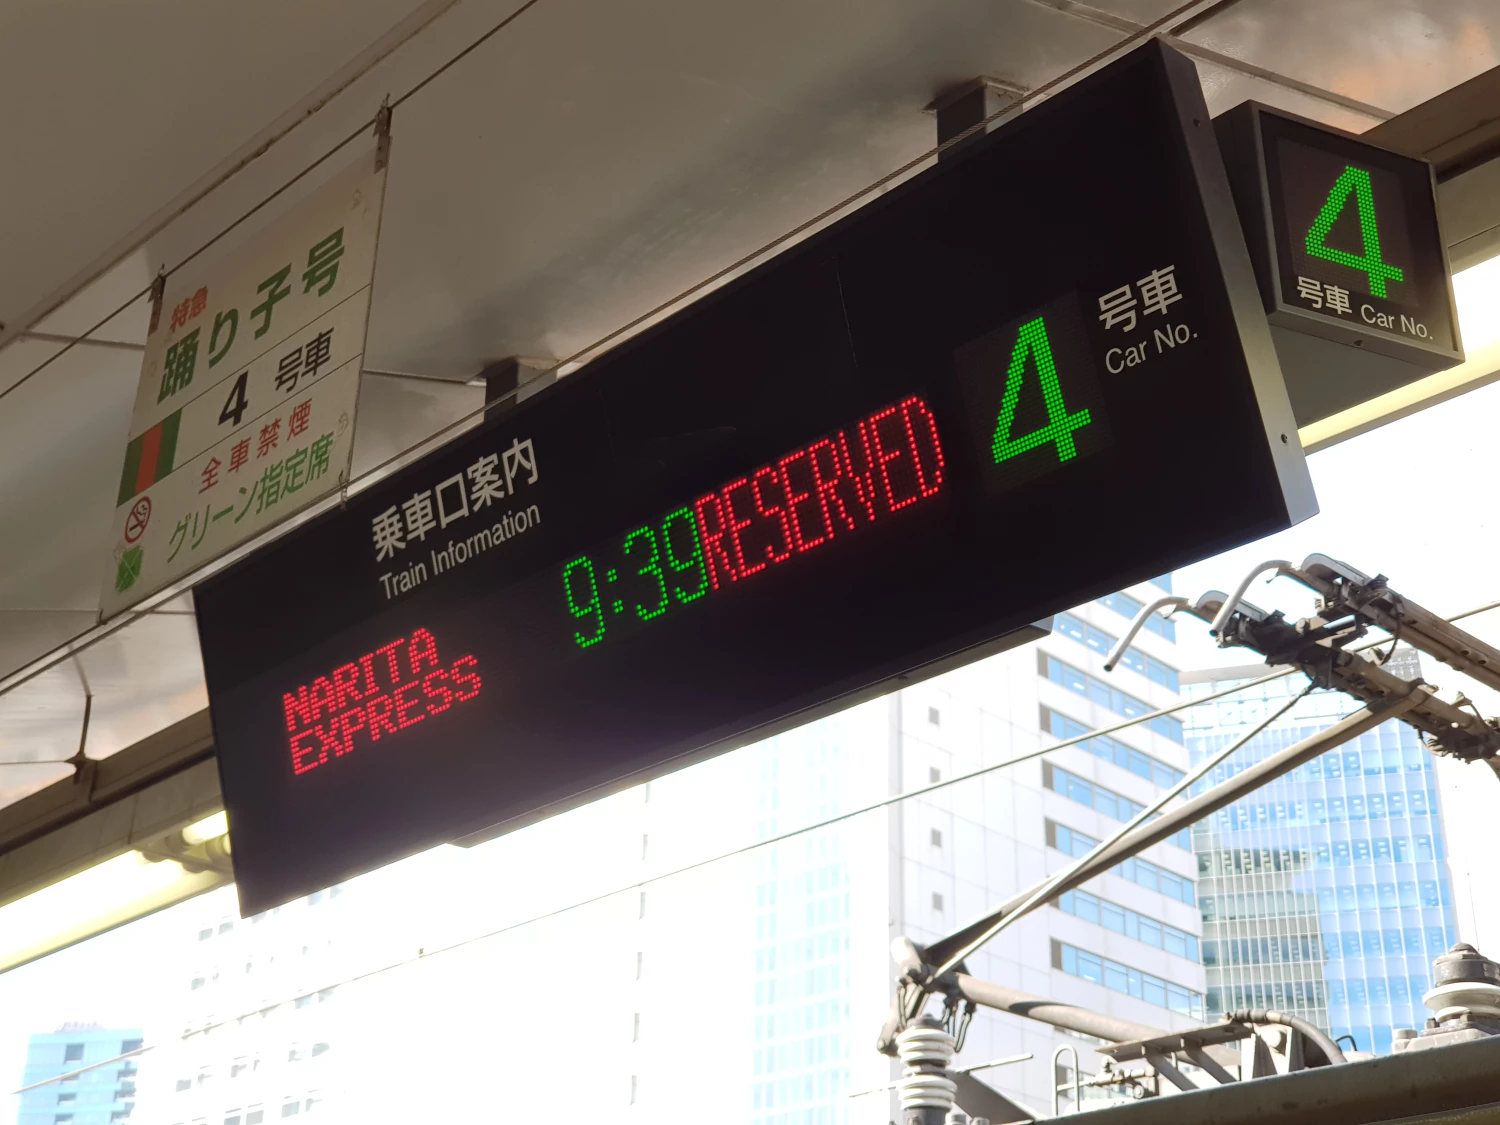 特急
踊り子号
4 号車
全車禁煙
グリーン指定席
乗車口案内
Train Information
NARITA
EXPRESS
9:39RESERVED
4
号車
Car No.
4
号車 Car No.